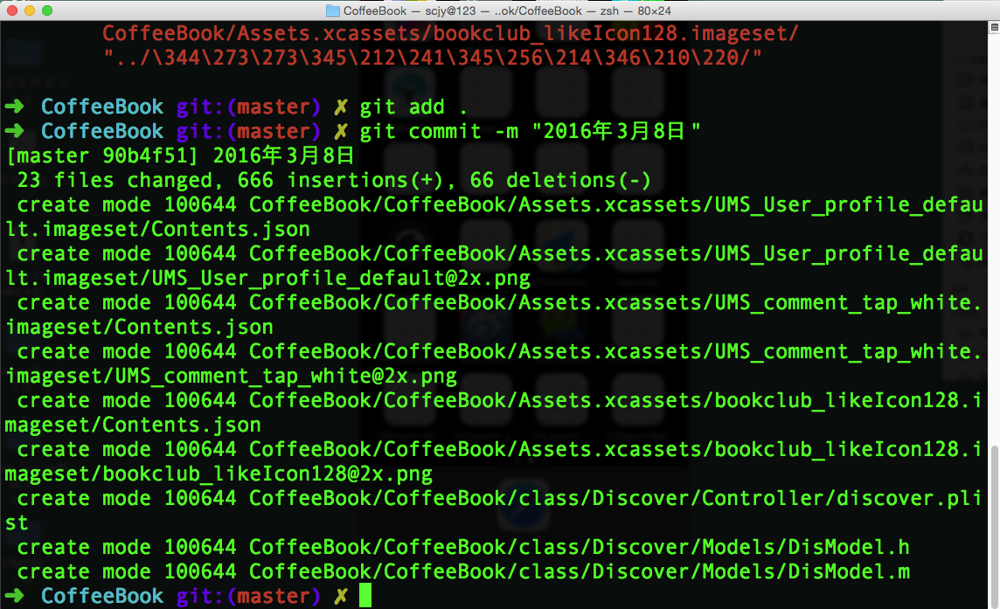 CoffeeBook — scjy@123 — ..ok/CoffeeBook — zsh — 80×24
CoffeeBook/Assets.xcassets/bookclub_likeIcon128.imageset/
"../\344\273\273\345\212\241\345\256\214\346\210\220/"
➜ CoffeeBook git:(master) ✗ git add .
➜ CoffeeBook git:(master) ✗ git commit -m "2016年3月8日"
[master 90b4f51] 2016年3月8日
23 files changed, 666 insertions(+), 66 deletions(-)
create mode 100644 CoffeeBook/CoffeeBook/Assets.xcassets/UMS_User_profile_defau
lt.imageset/Contents.json
create mode 100644 CoffeeBook/CoffeeBook/Assets.xcassets/UMS_User_profile_defau
lt.imageset/UMS_User_profile_default@2x.png
create mode 100644 CoffeeBook/CoffeeBook/Assets.xcassets/UMS_comment_tap_white.
imageset/Contents.json
create mode 100644 CoffeeBook/CoffeeBook/Assets.xcassets/UMS_comment_tap_white.
imageset/UMS_comment_tap_white@2x.png
create mode 100644 CoffeeBook/CoffeeBook/Assets.xcassets/bookclub_likeIcon128.i
mageset/Contents.json
create mode 100644 CoffeeBook/CoffeeBook/Assets.xcassets/bookclub_likeIcon128.i
mageset/bookclub_likeIcon128@2x.png
create mode 100644 CoffeeBook/CoffeeBook/class/Discover/Controller/discover.pli
st
create mode 100644 CoffeeBook/CoffeeBook/class/Discover/Models/DisModel.h
create mode 100644 CoffeeBook/CoffeeBook/class/Discover/Models/DisModel.m
➜ CoffeeBook git:(master) ✗